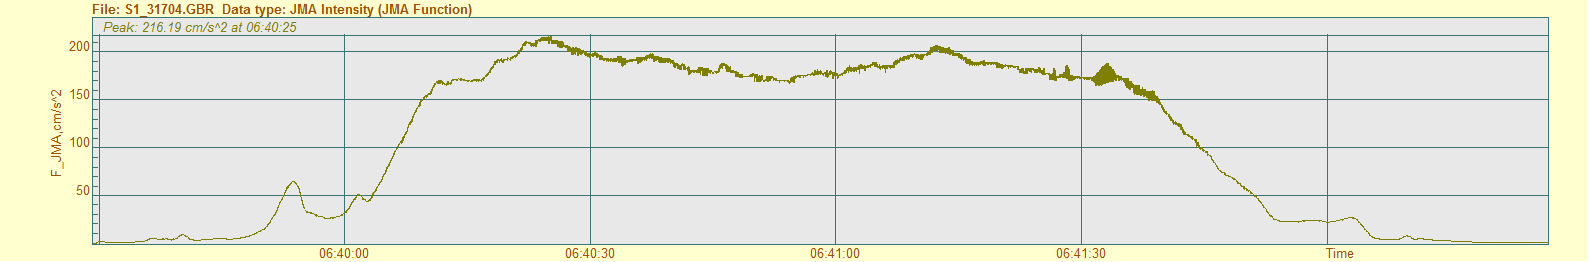 File: S1_31704.GBR  Data type: JMA Intensity (JMA Function)
Peak: 216.19 cm/s^2 at 06:40:25
F_JMA,cm/s^2
200
150
100
50
06:40:00 06:40:30 06:41:00 06:41:30 Time